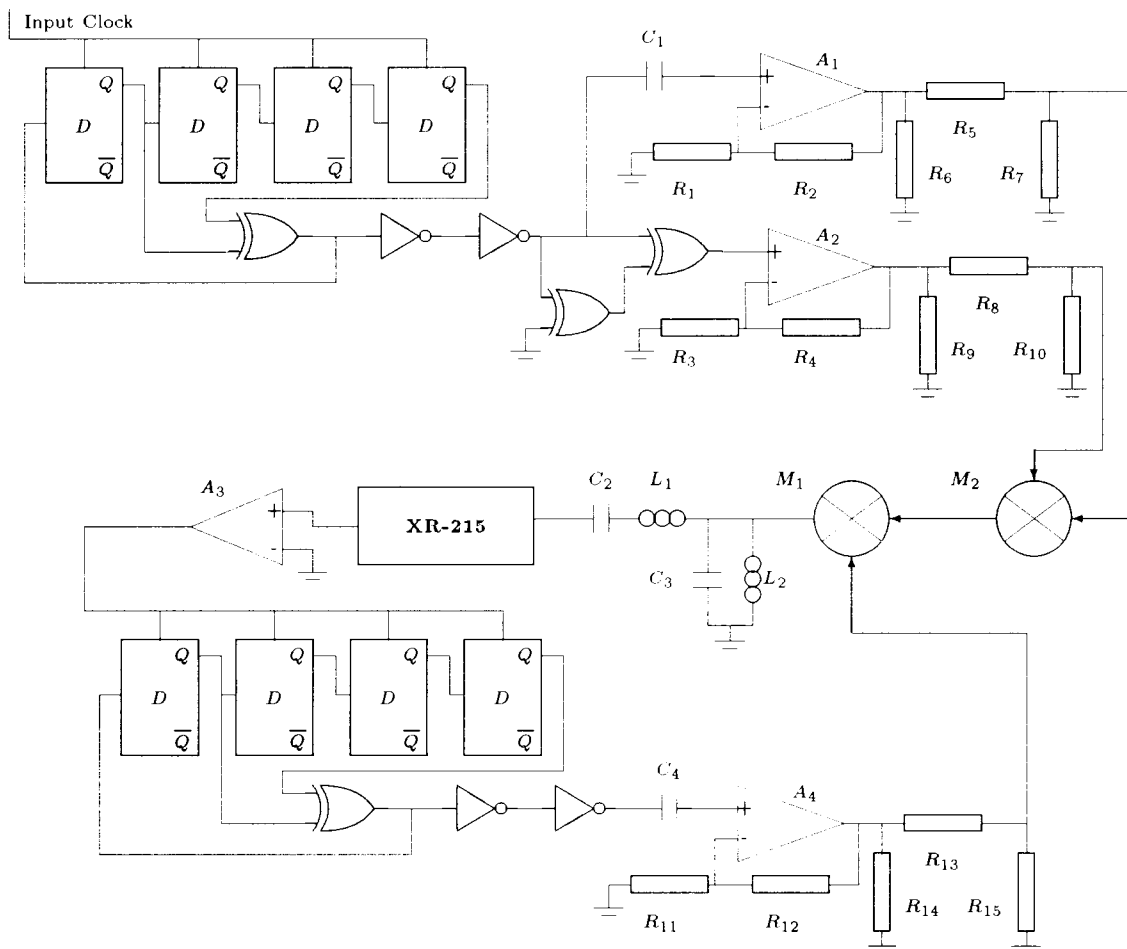 Input Clock
C₁
A₁
+
-
R₁
R₂
R₅
R₆
R₇
Q Q Q Q
D D D D
Q̅ Q̅ Q̅ Q̅
A₂
+
-
R₃
R₄
R₈
R₉
R₁₀
A₃
+
-
XR-215
C₂
L₁
C₃
L₂
M₁
M₂
Q Q Q Q
D D D D
Q̅ Q̅ Q̅ Q̅
C₄
A₄
+
-
R₁₁
R₁₂
R₁₃
R₁₄
R₁₅